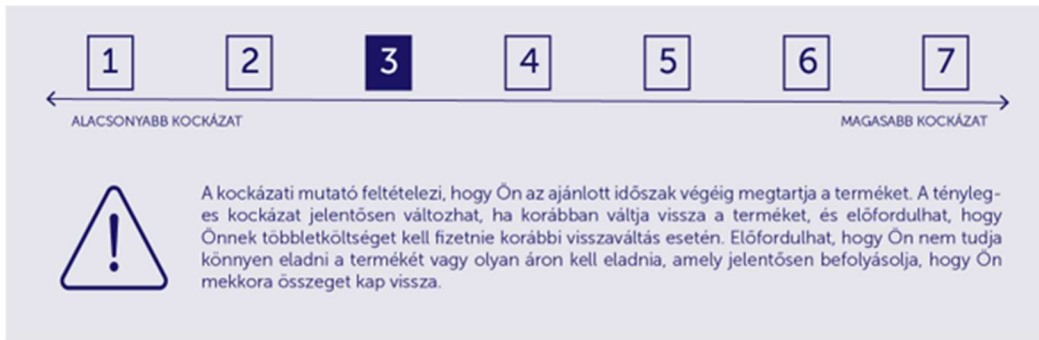 1 2 3 4 5 6 7
ALACSONYABB KOCKÁZAT MAGASABB KOCKÁZAT
A kockázati mutató feltételezi, hogy Ön az ajánlott időszak végéig megtartja a terméket. A tényleg-
es kockázat jelentősen változhat, ha korábban váltja vissza a terméket, és előfordulhat, hogy
Önnek többletköltséget kell fizetnie korábbi visszaváltás esetén. Előfordulhat, hogy Ön nem tudja
könnyen eladni a termékét vagy olyan áron kell eladnia, amely jelentősen befolyásolja, hogy Ön
mekkora összeget kap vissza.